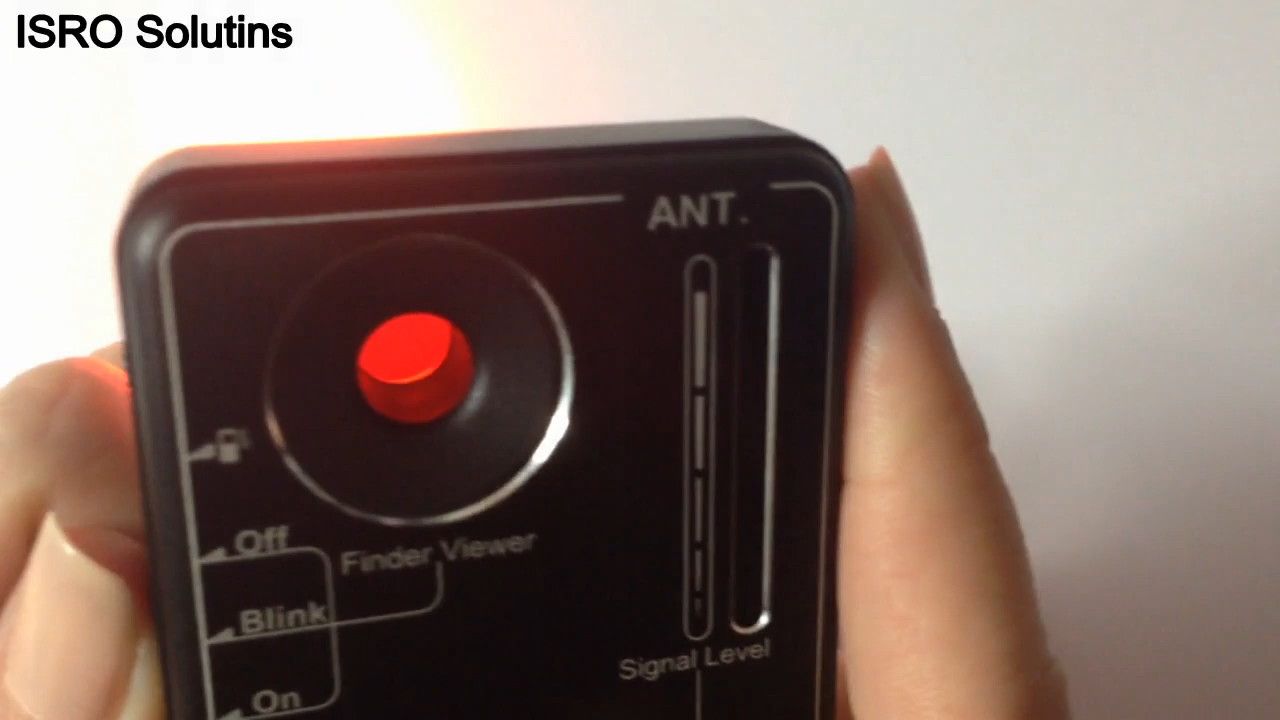 ISRO Solutins
ANT.
Off
Finder Viewer
Blink
Signal Level
On